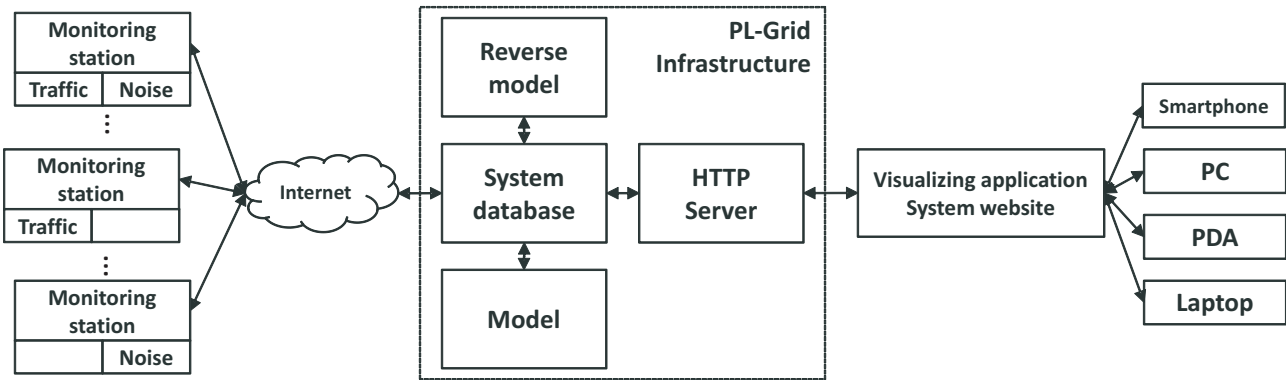 Monitoring
station
Traffic
Noise
Monitoring
station
Traffic
Monitoring
station
Noise
Internet
PL-Grid
Infrastructure
Reverse
model
System
database
HTTP
Server
Model
Visualizing application
System website
Smartphone
PC
PDA
Laptop